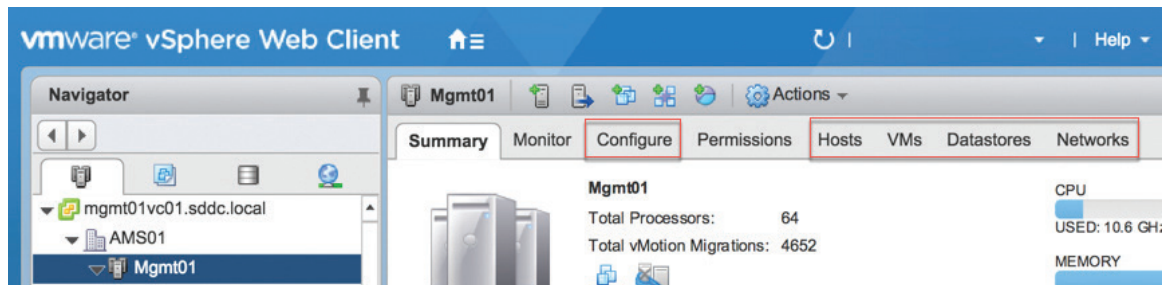 vmware® vSphere Web Client
| Help
Navigator
Mgmt01
Actions
Summary Monitor Configure Permissions Hosts VMs Datastores Networks
mgmt01vc01.sddc.local
AMS01
Mgmt01
Mgmt01
Total Processors: 64
Total vMotion Migrations: 4652
CPU
USED: 10.6 GHz
MEMORY